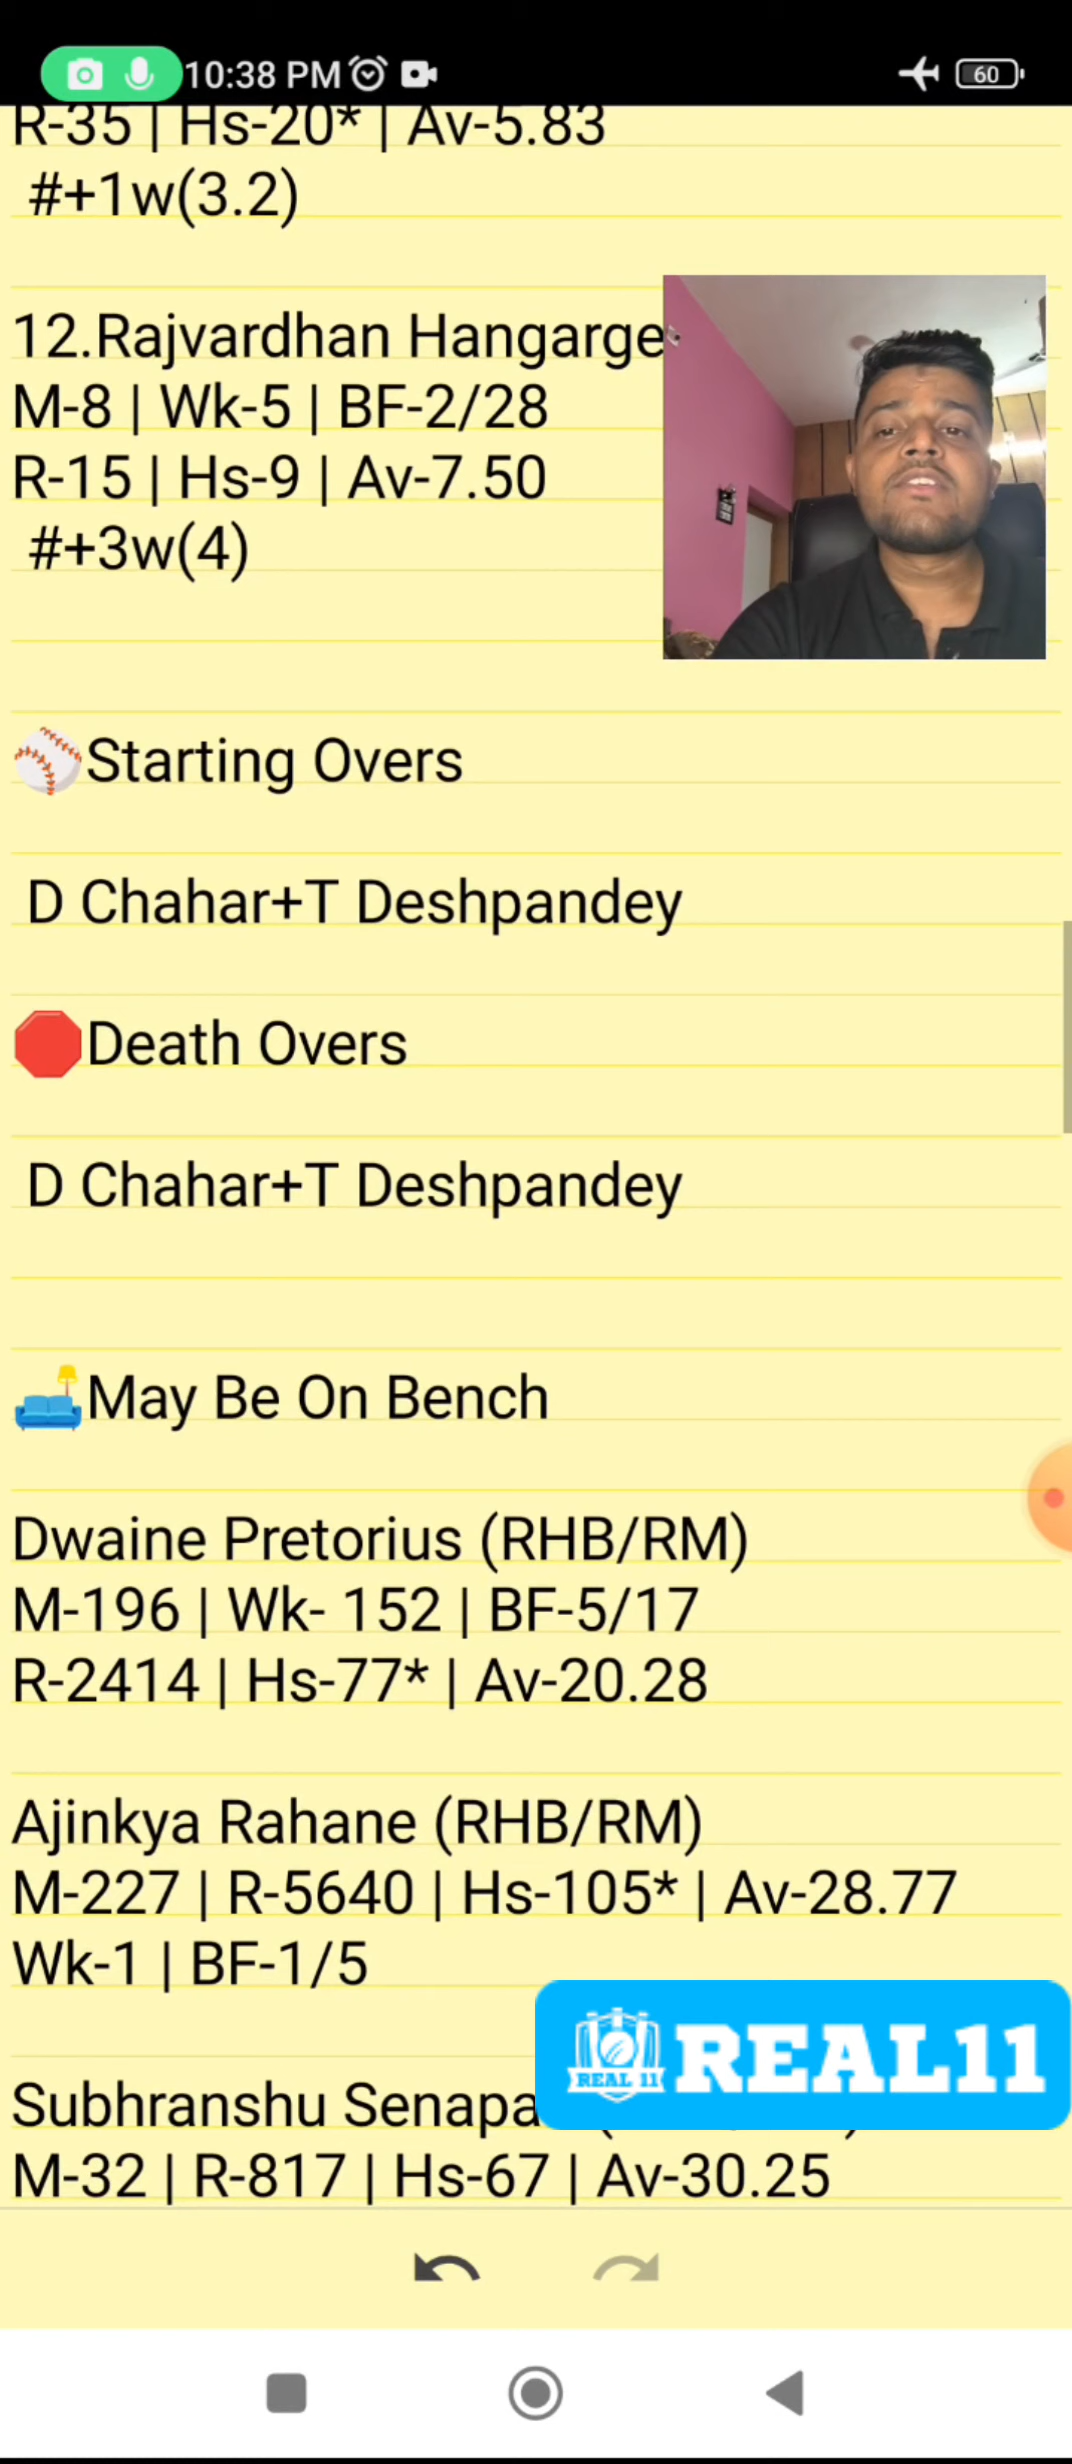 10:38 PM
60
R-35 | Hs-20* | Av-5.83
#+1w(3.2)
12.Rajvardhan Hangarge
M-8 | Wk-5 | BF-2/28
R-15 | Hs-9 | Av-7.50
#+3w(4)
Starting Overs
D Chahar+T Deshpandey
Death Overs
D Chahar+T Deshpandey
May Be On Bench
Dwaine Pretorius (RHB/RM)
M-196 | Wk- 152 | BF-5/17
R-2414 | Hs-77* | Av-20.28
Ajinkya Rahane (RHB/RM)
M-227 | R-5640 | Hs-105* | Av-28.77
Wk-1 | BF-1/5
REAL 11 REAL11
Subhranshu Senapa
M-32 | R-817 | Hs-67 | Av-30.25